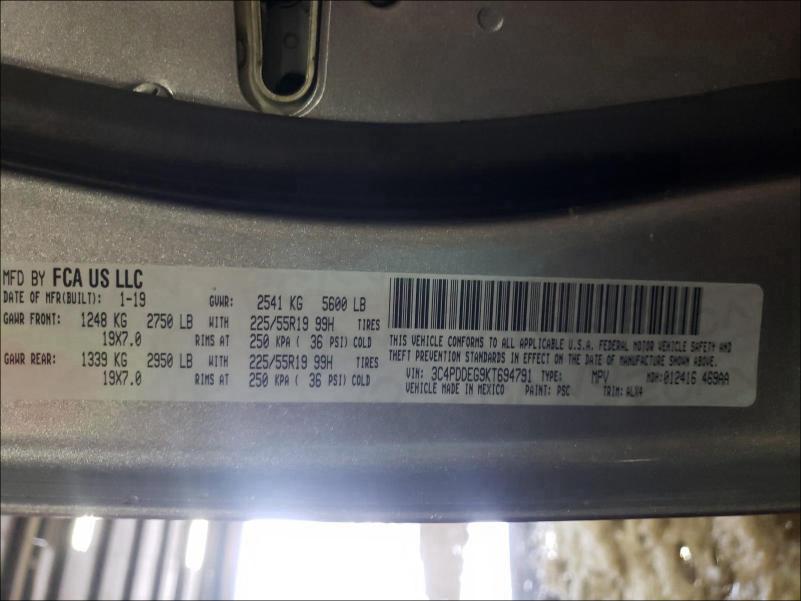 MFD BY FCA US LLC
DATE OF MFR(BUILT): 1-19 GVWR: 2541 KG 5600 LB
GAWR FRONT: 1248 KG 2750 LB WITH 225/55R19 99H TIRES
19X7.0 RIMS AT 250 KPA ( 36 PSI) COLD
GAWR REAR: 1339 KG 2950 LB WITH 225/55R19 99H TIRES
19X7.0 RIMS AT 250 KPA ( 36 PSI) COLD
THIS VEHICLE CONFORMS TO ALL APPLICABLE U.S.A. FEDERAL MOTOR VEHICLE SAFETY AND
THEFT PREVENTION STANDARDS IN EFFECT ON THE DATE OF MANUFACTURE SHOWN ABOVE.
VIN: 3C4PDDEG9KT694791 TYPE: MPV MDH: 012416 469AA
VEHICLE MADE IN MEXICO PAINT: PSC TRIM: ALX4